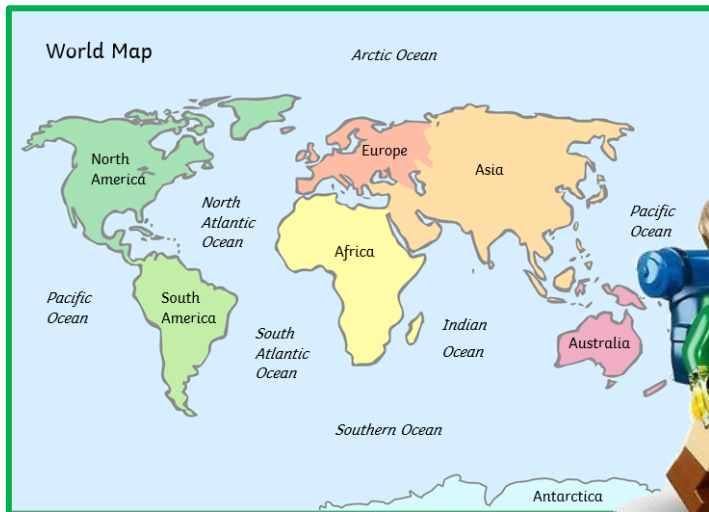 World Map
Arctic Ocean
North
America
Europe
Asia
North
Atlantic
Ocean
Pacific
Ocean
Africa
Pacific
Ocean
South
America
South
Atlantic
Ocean
Indian
Ocean
Australia
Southern Ocean
Antarctica